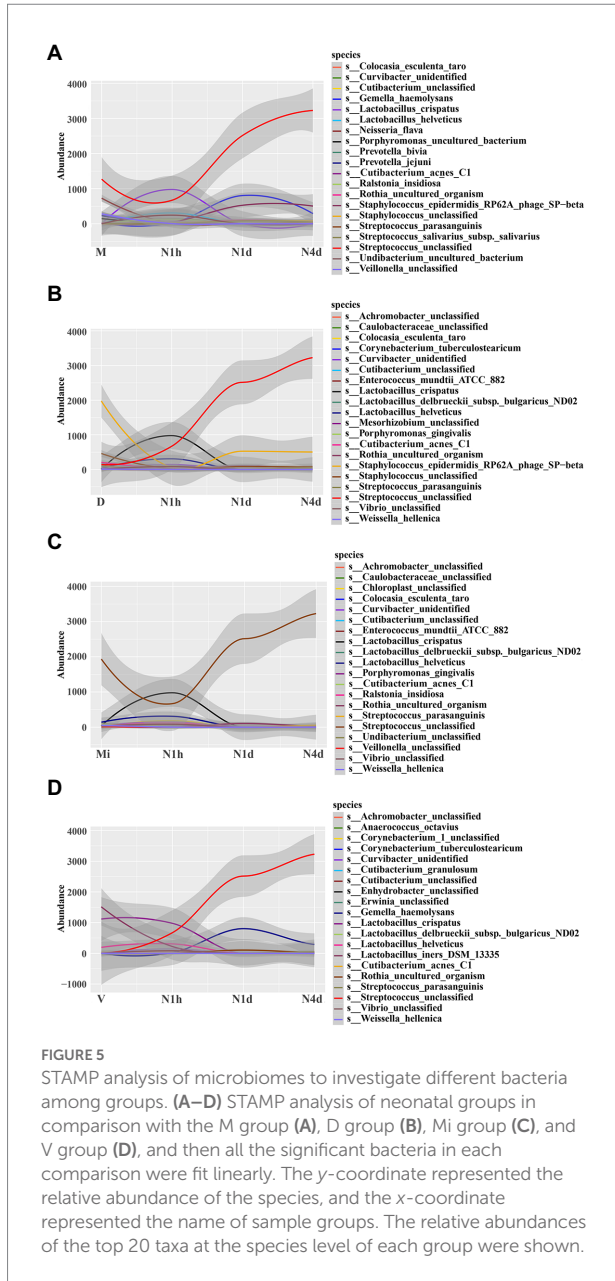 A
species
s__Colocasia_esculenta_taro
s__Curvibacter_unidentified
s__Cutibacterium_unclassified
s__Gemella_haemolysans
s__Lactobacillus_crispatus
s__Lactobacillus_helveticus
s__Neisseria_flava
s__Porphyromonas_uncultured_bacterium
s__Prevotella_bivia
s__Prevotella_jejuni
s__Cutibacterium_acnes_C1
s__Ralstonia_insidiosa
s__Rothia_uncultured_organism
s__Staphylococcus_epidermidis_RP62A_phage_SP−beta
s__Staphylococcus_unclassified
s__Streptococcus_parasanguinis
s__Streptococcus_salivarius_subsp._salivarius
s__Streptococcus_unclassified
s__Undibacterium_uncultured_bacterium
s__Veillonella_unclassified
Abundance
4000
3000
2000
1000
0
M N1h N1d N4d
B
species
s__Achromobacter_unclassified
s__Caulobacteraceae_unclassified
s__Colocasia_esculenta_taro
s__Corynebacterium_tuberculostearicum
s__Curvibacter_unidentified
s__Cutibacterium_unclassified
s__Enterococcus_mundtii_ATCC_882
s__Lactobacillus_crispatus
s__Lactobacillus_delbrueckii_subsp._bulgaricus_ND02
s__Lactobacillus_helveticus
s__Mesorhizobium_unclassified
s__Porphyromonas_gingivalis
s__Cutibacterium_acnes_C1
s__Rothia_uncultured_organism
s__Staphylococcus_epidermidis_RP62A_phage_SP−beta
s__Staphylococcus_unclassified
s__Streptococcus_parasanguinis
s__Streptococcus_unclassified
s__Vibrio_unclassified
s__Weissella_hellenica
Abundance
4000
3000
2000
1000
0
D N1h N1d N4d
C
species
s__Achromobacter_unclassified
s__Caulobacteraceae_unclassified
s__Chloroplast_unclassified
s__Colocasia_esculenta_taro
s__Curvibacter_unidentified
s__Cutibacterium_unclassified
s__Enterococcus_mundtii_ATCC_882
s__Lactobacillus_crispatus
s__Lactobacillus_delbrueckii_subsp._bulgaricus_ND02
s__Lactobacillus_helveticus
s__Porphyromonas_gingivalis
s__Cutibacterium_acnes_C1
s__Ralstonia_insidiosa
s__Rothia_uncultured_organism
s__Streptococcus_parasanguinis
s__Streptococcus_unclassified
s__Undibacterium_unclassified
s__Veillonella_unclassified
s__Vibrio_unclassified
s__Weissella_hellenica
Abundance
4000
3000
2000
1000
0
Mi N1h N1d N4d
D
species
s__Achromobacter_unclassified
s__Anaerococcus_octavius
s__Corynebacterium_1_unclassified
s__Corynebacterium_tuberculostearicum
s__Curvibacter_unidentified
s__Cutibacterium_granulosum
s__Cutibacterium_unclassified
s__Enhydrobacter_unclassified
s__Erwinia_unclassified
s__Gemella_haemolysans
s__Lactobacillus_crispatus
s__Lactobacillus_delbrueckii_subsp._bulgaricus_ND02
s__Lactobacillus_helveticus
s__Lactobacillus_iners_DSM_13335
s__Cutibacterium_acnes_C1
s__Rothia_uncultured_organism
s__Streptococcus_parasanguinis
s__Streptococcus_unclassified
s__Vibrio_unclassified
s__Weissella_hellenica
Abundance
4000
3000
2000
1000
0
−1000
V N1h N1d N4d
FIGURE 5
STAMP analysis of microbiomes to investigate different bacteria
among groups. (A–D) STAMP analysis of neonatal groups in
comparison with the M group (A), D group (B), Mi group (C), and
V group (D), and then all the significant bacteria in each
comparison were fit linearly. The y-coordinate represented the
relative abundance of the species, and the x-coordinate
represented the name of sample groups. The relative abundances
of the top 20 taxa at the species level of each group were shown.